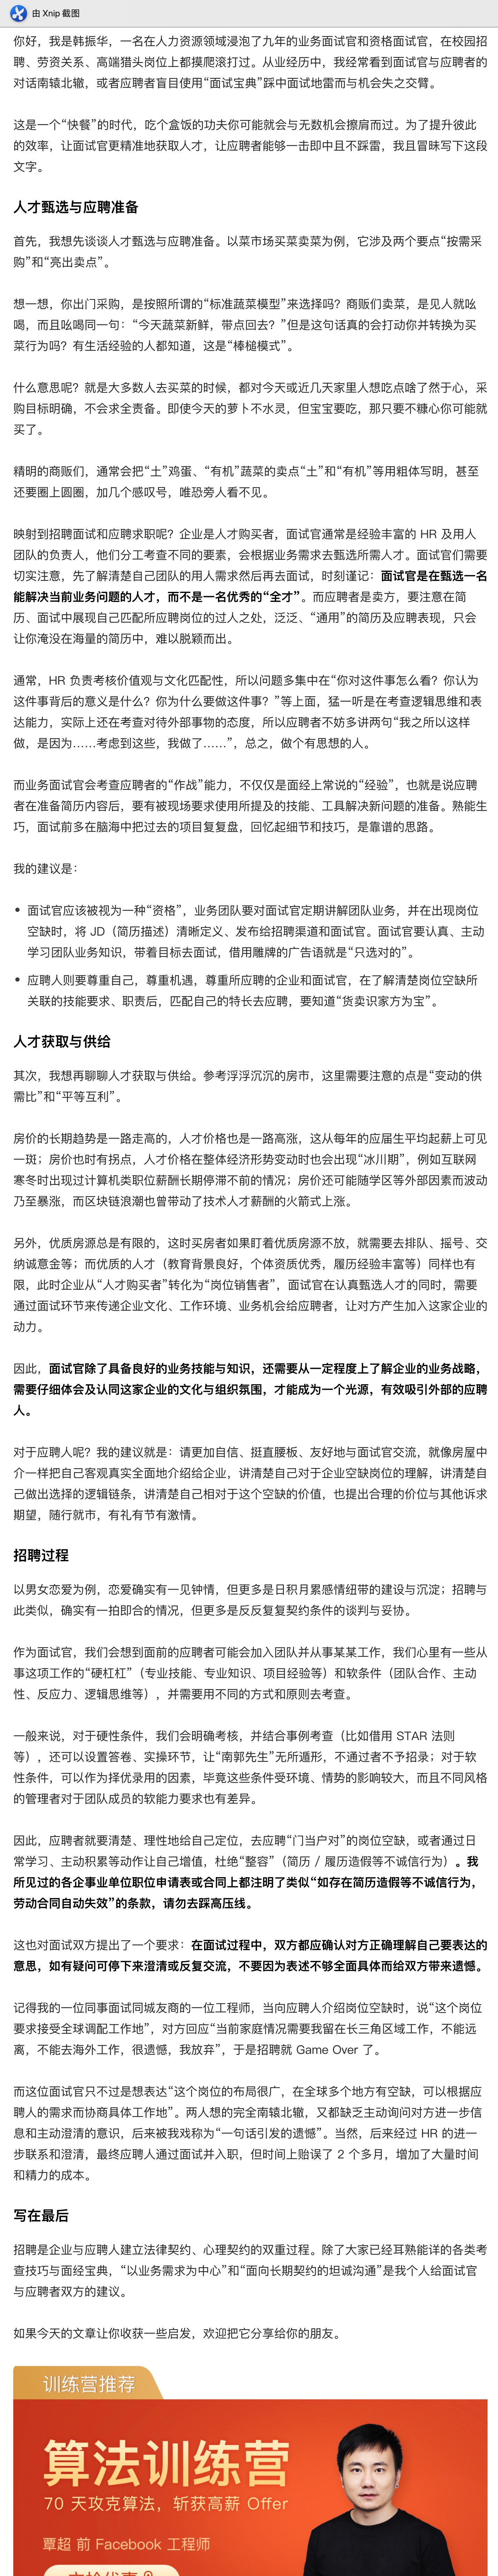 由 Xnip 截图
你好，我是韩振华，一名在人力资源领域浸泡了九年的业务面试官和资格面试官，在校园招
聘、劳资关系、高端猎头岗位上都摸爬滚打过。从业经历中，我经常看到面试官与应聘者的
对话南辕北辙，或者应聘者盲目使用“面试宝典”踩中面试地雷而与机会失之交臂。
这是一个“快餐”的时代，吃个盒饭的功夫你可能就会与无数机会擦肩而过。为了提升彼此
的效率，让面试官更精准地获取人才，让应聘者能够一击即中且不踩雷，我且冒昧写下这段
文字。
人才甄选与应聘准备
首先，我想先谈谈人才甄选与应聘准备。以菜市场买菜卖菜为例，它涉及两个要点“按需采
购”和“亮出卖点”。
想一想，你出门采购，是按照所谓的“标准蔬菜模型”来选择吗？商贩们卖菜，是见人就吆
喝，而且吆喝同一句：“今天蔬菜新鲜，带点回去？”但是这句话真的会打动你并转换为买
菜行为吗？有生活经验的人都知道，这是“棒槌模式”。
什么意思呢？就是大多数人去买菜的时候，都对今天或近几天家里人想吃点啥了然于心，采
购目标明确，不会求全责备。即使今天的萝卜不水灵，但宝宝要吃，那只要不糠心你可能就
买了。
精明的商贩们，通常会把“土”鸡蛋、“有机”蔬菜的卖点“土”和“有机”等用粗体写明，甚至
还要圈上圆圈，加几个感叹号，唯恐旁人看不见。
映射到招聘面试和应聘求职呢？企业是人才购买者，面试官通常是经验丰富的 HR 及用人
团队的负责人，他们分工考查不同的要素，会根据业务需求去甄选所需人才。面试官们需要
切实注意，先了解清楚自己团队的用人需求然后再去面试，时刻谨记：面试官是在甄选一名
能解决当前业务问题的人才，而不是一名优秀的“全才”。而应聘者是卖方，要注意在简
历、面试中展现自己匹配所应聘岗位的过人之处，泛泛、“通用”的简历及应聘表现，只会
让你淹没在海量的简历中，难以脱颖而出。
通常，HR 负责考核价值观与文化匹配性，所以问题多集中在“你对这件事怎么看？你认为
这件事背后的意义是什么？你为什么要做这件事？”等上面，猛一听是在考查逻辑思维和表
达能力，实际上还在考查对待外部事物的态度，所以应聘者不妨多讲两句“我之所以这样
做，是因为……考虑到这些，我做了……”，总之，做个有思想的人。
而业务面试官会考查应聘者的“作战”能力，不仅仅是面经上常说的“经验”，也就是说应聘
者在准备简历内容后，要有被现场要求使用所提及的技能、工具解决新问题的准备。熟能生
巧，面试前多在脑海中把过去的项目复复盘，回忆起细节和技巧，是靠谱的思路。
我的建议是：
• 面试官应该被视为一种“资格”，业务团队要对面试官定期讲解团队业务，并在出现岗位
空缺时，将 JD（简历描述）清晰定义、发布给招聘渠道和面试官。面试官要认真、主动
学习团队业务知识，带着目标去面试，借用雕牌的广告语就是“只选对的”。
• 应聘人则要尊重自己，尊重机遇，尊重所应聘的企业和面试官，在了解清楚岗位空缺所
关联的技能要求、职责后，匹配自己的特长去应聘，要知道“货卖识家方为宝”。
人才获取与供给
其次，我想再聊聊人才获取与供给。参考浮浮沉沉的房市，这里需要注意的点是“变动的供
需比”和“平等互利”。
房价的长期趋势是一路走高的，人才价格也是一路高涨，这从每年的应届生平均起薪上可见
一斑；房价也时有拐点，人才价格在整体经济形势变动时也会出现“冰川期”，例如互联网
寒冬时出现过计算机类职位薪酬长期停滞不前的情况；房价还可能随学区等外部因素而波动
乃至暴涨，而区块链浪潮也曾带动了技术人才薪酬的火箭式上涨。
另外，优质房源总是有限的，这时买房者如果盯着优质房源不放，就需要去排队、摇号、交
纳诚意金等；而优质的人才（教育背景良好，个体资质优秀，履历经验丰富等）同样也有
限，此时企业从“人才购买者”转化为“岗位销售者”，面试官在认真甄选人才的同时，需要
通过面试环节来传递企业文化、工作环境、业务机会给应聘者，让对方产生加入这家企业的
动力。
因此，面试官除了具备良好的业务技能与知识，还需要从一定程度上了解企业的业务战略，
需要仔细体会及认同这家企业的文化与组织氛围，才能成为一个光源，有效吸引外部的应聘
人。
对于应聘人呢？我的建议就是：请更加自信、挺直腰板、友好地与面试官交流，就像房屋中
介一样把自己客观真实全面地介绍给企业，讲清楚自己对于企业空缺岗位的理解，讲清楚自
己做出选择的逻辑链条，讲清楚自己相对于这个空缺的价值，也提出合理的价位与其他诉求
期望，随行就市，有礼有节有激情。
招聘过程
以男女恋爱为例，恋爱确实有一见钟情，但更多是日积月累感情纽带的建设与沉淀；招聘与
此类似，确实有一拍即合的情况，但更多是反反复复契约条件的谈判与妥协。
作为面试官，我们会想到面前的应聘者可能会加入团队并从事某某工作，我们心里有一些从
事这项工作的“硬杠杠”（专业技能、专业知识、项目经验等）和软条件（团队合作、主动
性、反应力、逻辑思维等），并需要用不同的方式和原则去考查。
一般来说，对于硬性条件，我们会明确考核，并结合事例考查（比如借用 STAR 法则
等），还可以设置答卷、实操环节，让“南郭先生”无所遁形，不通过者不予招录；对于软
性条件，可以作为择优录用的因素，毕竟这些条件受环境、情势的影响较大，而且不同风格
的管理者对于团队成员的软能力要求也有差异。
因此，应聘者就要清楚、理性地给自己定位，去应聘“门当户对”的岗位空缺，或者通过日
常学习、主动积累等动作让自己增值，杜绝“整容”（简历 / 履历造假等不诚信行为）。我
所见过的各企事业单位职位申请表或合同上都注明了类似“如存在简历造假等不诚信行为，
劳动合同自动失效”的条款，请勿去踩高压线。
这也对面试双方提出了一个要求：在面试过程中，双方都应确认对方正确理解自己要表达的
意思，如有疑问可停下来澄清或反复交流，不要因为表述不够全面具体而给双方带来遗憾。
记得我的一位同事面试同城友商的一位工程师，当向应聘人介绍岗位空缺时，说“这个岗位
要求接受全球调配工作地”，对方回应“当前家庭情况需要我留在长三角区域工作，不能远
离，不能去海外工作，很遗憾，我放弃”，于是招聘就 Game Over 了。
而这位面试官只不过是想表达“这个岗位的布局很广，在全球多个地方有空缺，可以根据应
聘人的需求而协商具体工作地”。两人想的完全南辕北辙，又都缺乏主动询问对方进一步信
息和主动澄清的意识，后来被我戏称为“一句话引发的遗憾”。当然，后来经过 HR 的进一
步联系和澄清，最终应聘人通过面试并入职，但时间上贻误了 2 个多月，增加了大量时间
和精力的成本。
写在最后
招聘是企业与应聘人建立法律契约、心理契约的双重过程。除了大家已经耳熟能详的各类考
查技巧与面经宝典，“以业务需求为中心”和“面向长期契约的坦诚沟通”是我个人给面试官
与应聘者双方的建议。
如果今天的文章让你收获一些启发，欢迎把它分享给你的朋友。
训练营推荐
算法训练营
70 天攻克算法，斩获高薪 Offer
覃超 前 Facebook 工程师